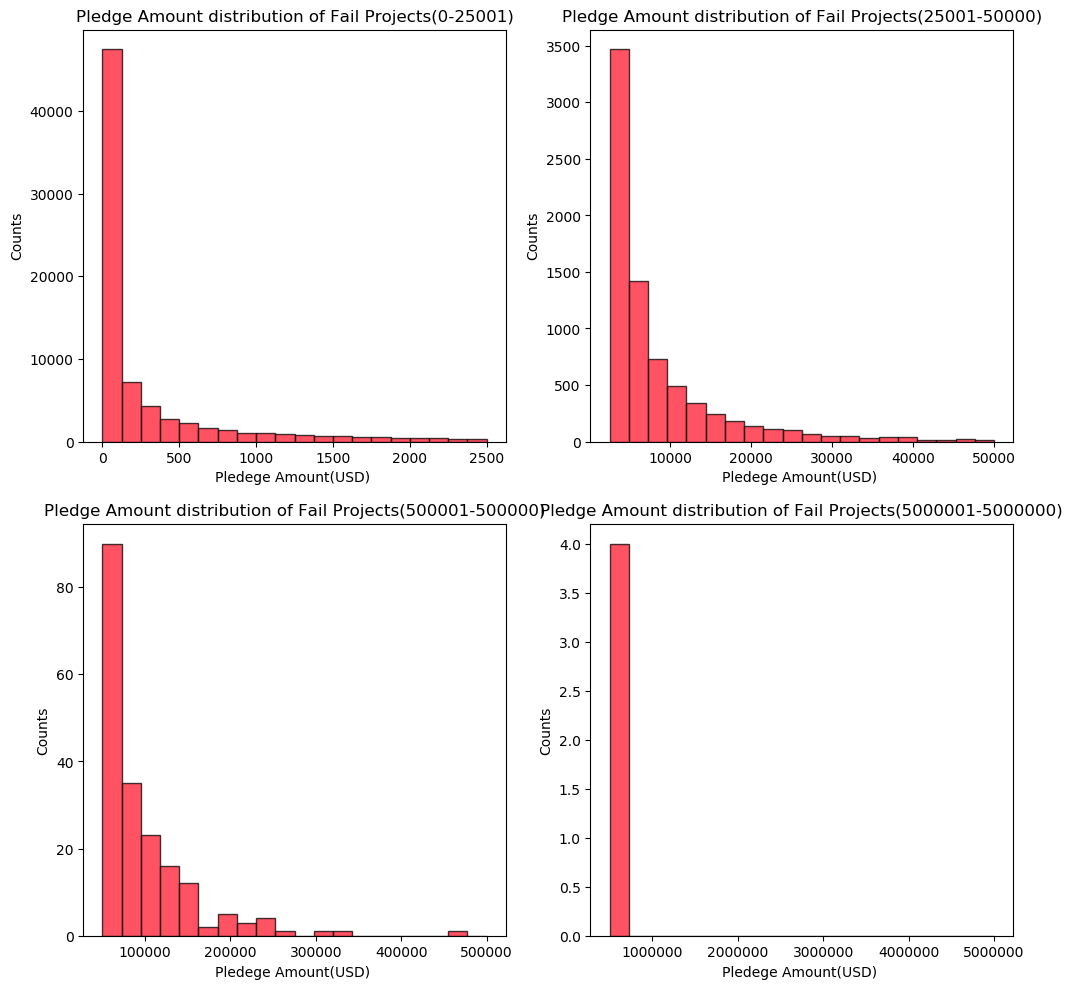 Pledge Amount distribution of Fail Projects(0-25001)
40000
30000
20000
10000
0
Counts
0 500 1000 1500 2000 2500
Pledege Amount(USD)
Pledge Amount distribution of Fail Projects(25001-50000)
3500
3000
2500
2000
1500
1000
500
0
Counts
10000 20000 30000 40000 50000
Pledege Amount(USD)
Pledge Amount distribution of Fail Projects(500001-500000)
80
60
40
20
0
Counts
100000 200000 300000 400000 500000
Pledege Amount(USD)
Pledge Amount distribution of Fail Projects(5000001-5000000)
4.0
3.5
3.0
2.5
2.0
1.5
1.0
0.5
0.0
Counts
1000000 2000000 3000000 4000000 5000000
Pledege Amount(USD)